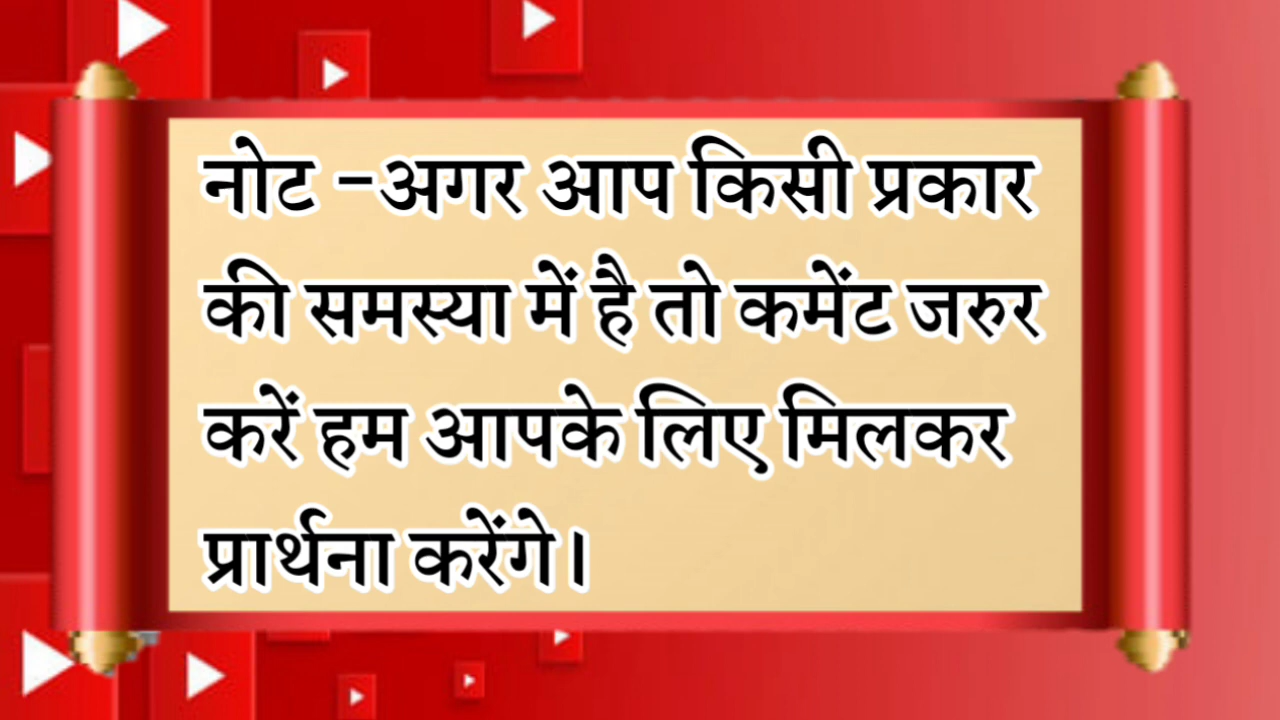 नोट -अगर आप किसी प्रकार
की समस्या में है तो कमेंट जरुर
करें हम आपके लिए मिलकर
प्रार्थना करेंगे।